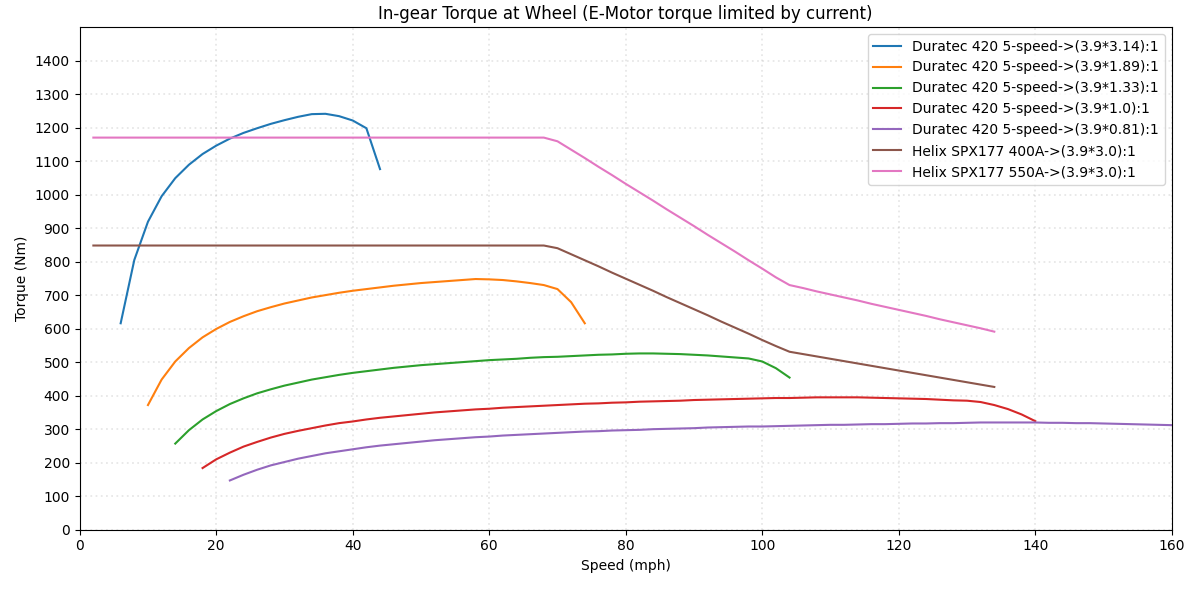 In-gear Torque at Wheel (E-Motor torque limited by current)
Duratec 420 5-speed->(3.9*3.14):1
Duratec 420 5-speed->(3.9*1.89):1
Duratec 420 5-speed->(3.9*1.33):1
Duratec 420 5-speed->(3.9*1.0):1
Duratec 420 5-speed->(3.9*0.81):1
Helix SPX177 400A->(3.9*3.0):1
Helix SPX177 550A->(3.9*3.0):1
Torque (Nm)
1400
1300
1200
1100
1000
900
800
700
600
500
400
300
200
100
0
0 20 40 60 80 100 120 140 160
Speed (mph)